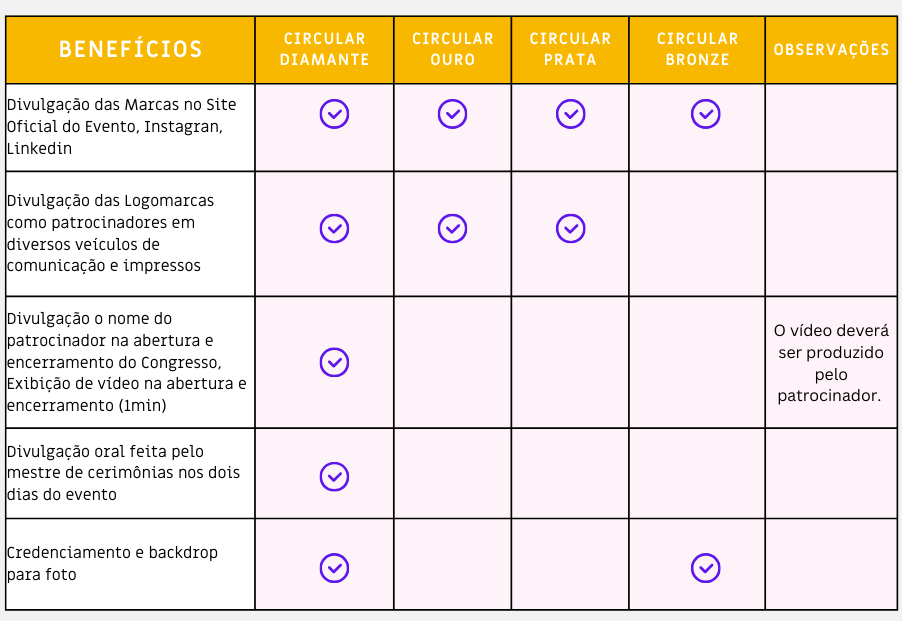 BENEFÍCIOS
CIRCULAR
DIAMANTE
CIRCULAR
OURO
CIRCULAR
PRATA
CIRCULAR
BRONZE
OBSERVAÇÕES
Divulgação das Marcas no Site
Oficial do Evento, Instagran,
Linkedin
Divulgação das Logomarcas
como patrocinadores em
diversos veículos de
comunicação e impressos
Divulgação o nome do
patrocinador na abertura e
encerramento do Congresso,
Exibição de vídeo na abertura e
encerramento (1min)
O vídeo deverá
ser produzido
pelo
patrocinador.
Divulgação oral feita pelo
mestre de cerimônias nos dois
dias do evento
Credenciamento e backdrop
para foto